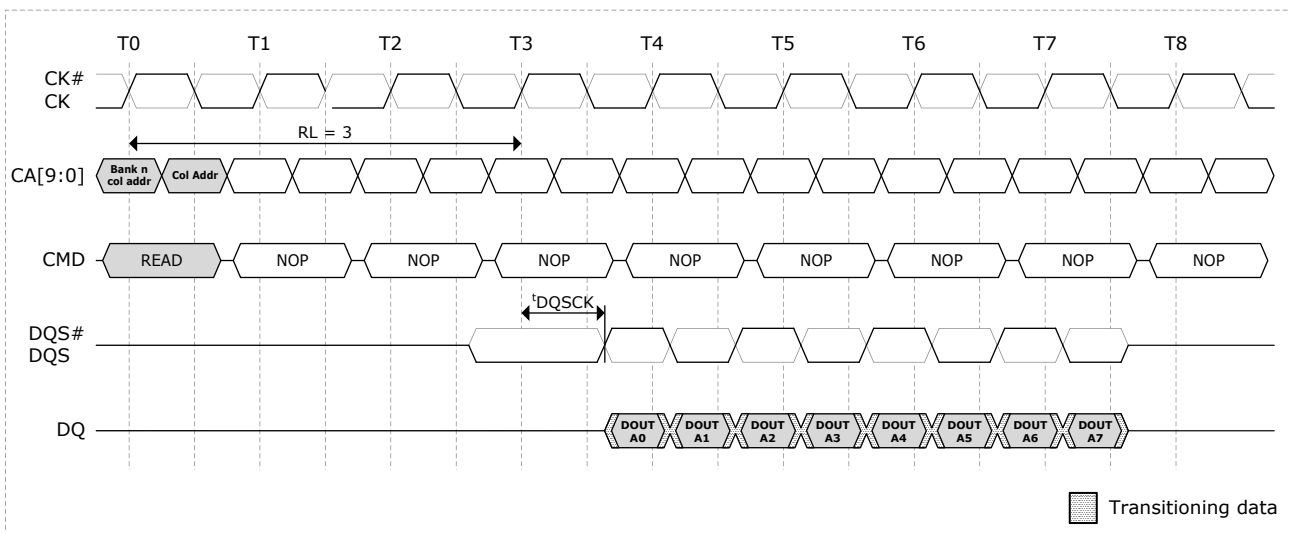 T0 T1 T2 T3 T4 T5 T6 T7 T8
CK#
CK
RL = 3
CA[9:0] Bank n col addr Col Addr
CMD READ NOP NOP NOP NOP NOP NOP NOP NOP
tDQSCK
DQS#
DQS
DQ DOUT A0 DOUT A1 DOUT A2 DOUT A3 DOUT A4 DOUT A5 DOUT A6 DOUT A7
Transitioning data